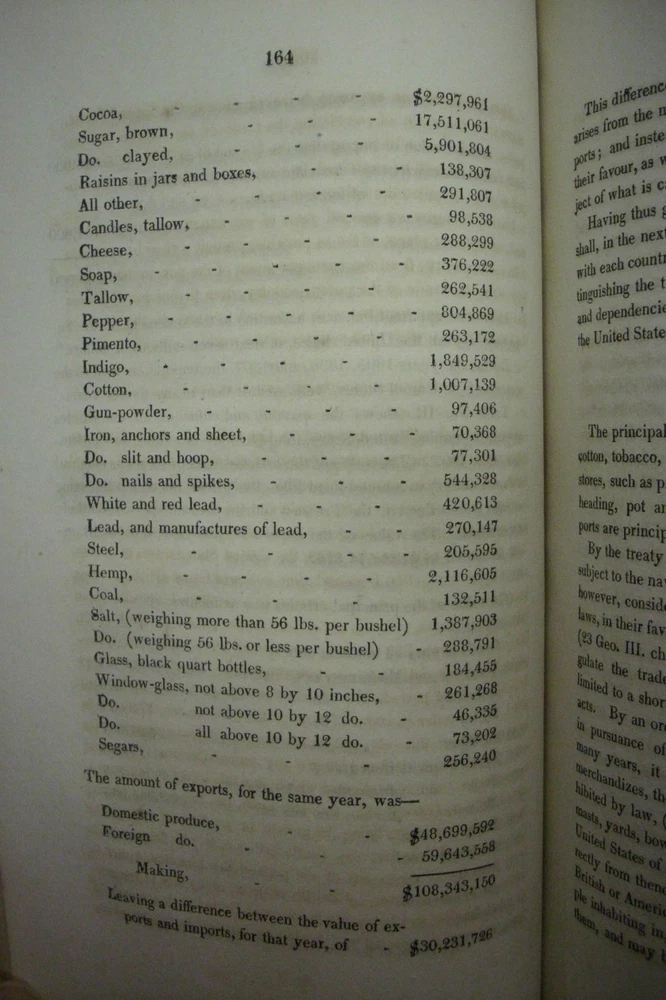 164
Cocoa, - - - $2,297,961
Sugar, brown, - - 17,511,061
Do. clayed, - - - 5,901,804
Raisins in jars and boxes, - - 138,307
All other, - - - - 291,807
Candles, tallow, - - - 98,538
Cheese, - - - - 288,299
Soap, - - - - 376,222
Tallow, - - - - 262,541
Pepper, - - - - 804,869
Pimento, - - - - 263,172
Indigo, - - - - 1,849,529
Cotton, - - - - 1,007,139
Gun-powder, - - - - 97,406
Iron, anchors and sheet, - - - 70,368
Do. slit and hoop, - - - 77,301
Do. nails and spikes, - - - 544,328
White and red lead, - - - 420,613
Lead, and manufactures of lead, - - 270,147
Steel, - - - - 205,595
Hemp, - - - - 2,116,605
Coal, - - - 132,511
Salt, (weighing more than 56 lbs. per bushel) 1,387,903
Do. (weighing 56 lbs. or less per bushel) - 288,791
Glass, black quart bottles, - - 184,455
Window-glass, not above 8 by 10 inches, - 261,268
Do. not above 10 by 12 do. - 46,335
Do. all above 10 by 12 do. - 73,202
Segars, - - - 256,240
The amount of exports, for the same year, was—
Domestic produce, - - $48,699,592
Foreign do. - - - 59,643,558
Making, - - $108,343,150
Leaving a difference between the value of ex-
ports and imports, for that year, of - $30,231,726
This differenc
arises from the
ports; and inste
their favour, as
ject of what is
Having thus
shall, in the next
with each countr
tinguishing the
and dependencie
the United State
The principal
cotton, tobacco,
stores, such as
heading, pot
ports are princip
By the treaty
subject to the na
however, conside
laws, in their fav
(23 Geo. III. ch
gulate the trade
limited to a shor
acts. By an or
in pursuance of
many years, it
merchandizes, th
hibited by law, (
masts, yards, bow
United States of
rectly from thenc
British or Americ
ple inhabiting in
them, and may